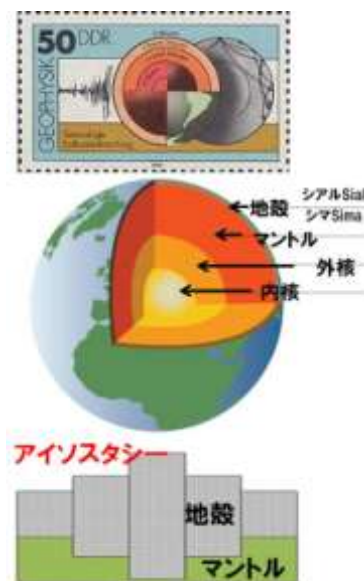 50 DDR
GEOPHYSIK
地殻
シアルSial
シマSima
マントル
外核
内核
アイソスタシー
地殻
マントル